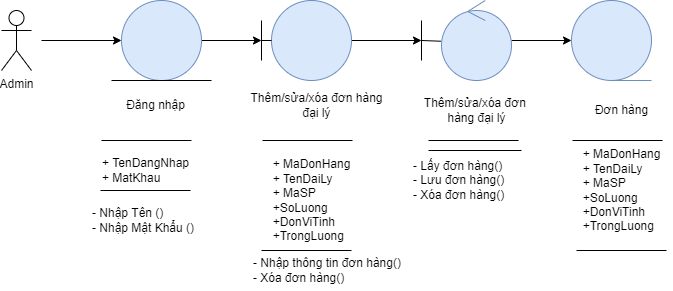 Admin
Đăng nhập
+ TenDangNhap
+ MatKhau
- Nhập Tên ()
- Nhập Mật Khẩu ()
Thêm/sửa/xóa đơn hàng
đại lý
+ MaDonHang
+ TenDaiLy
+ MaSP
+SoLuong
+DonViTinh
+TrongLuong
- Nhập thông tin đơn hàng()
- Xóa đơn hàng()
Thêm/sửa/xóa đơn
hàng đại lý
- Lấy đơn hàng()
- Lưu đơn hàng()
- Xóa đơn hàng()
Đơn hàng
+ MaDonHang
+ TenDaiLy
+ MaSP
+SoLuong
+DonViTinh
+TrongLuong